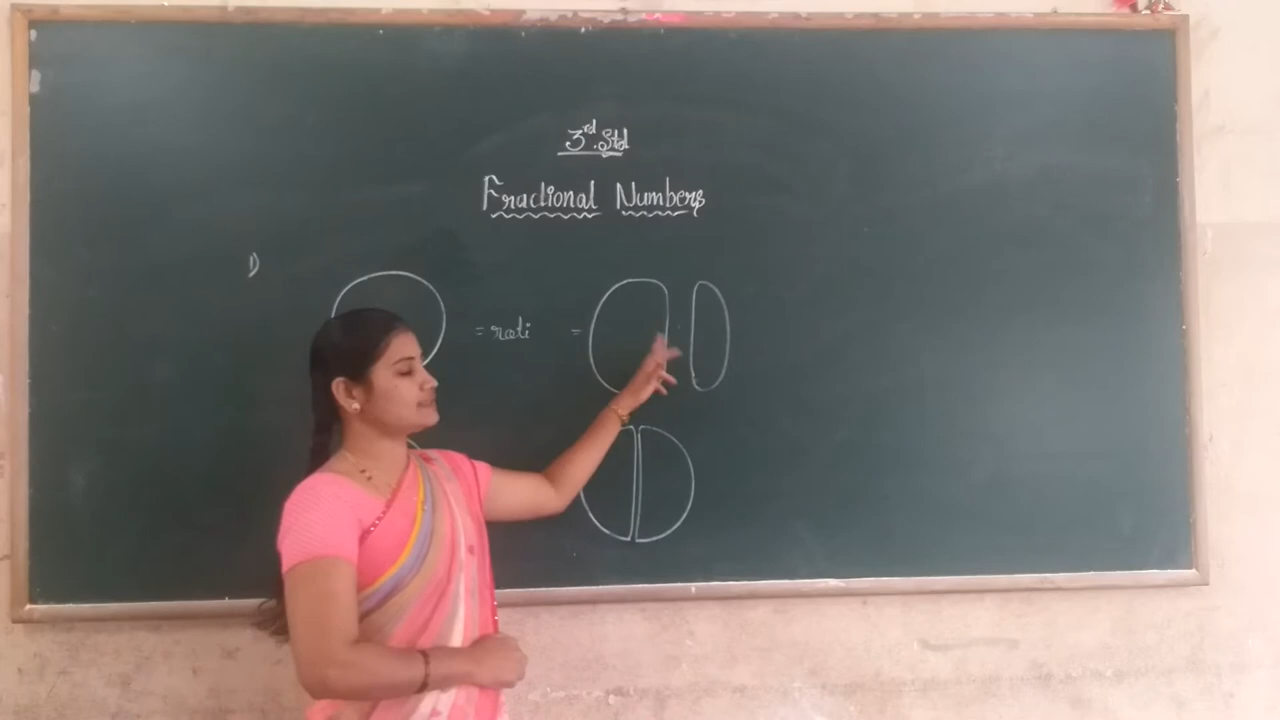 3rd.Std
Fractional Numbers
1)
= roti =